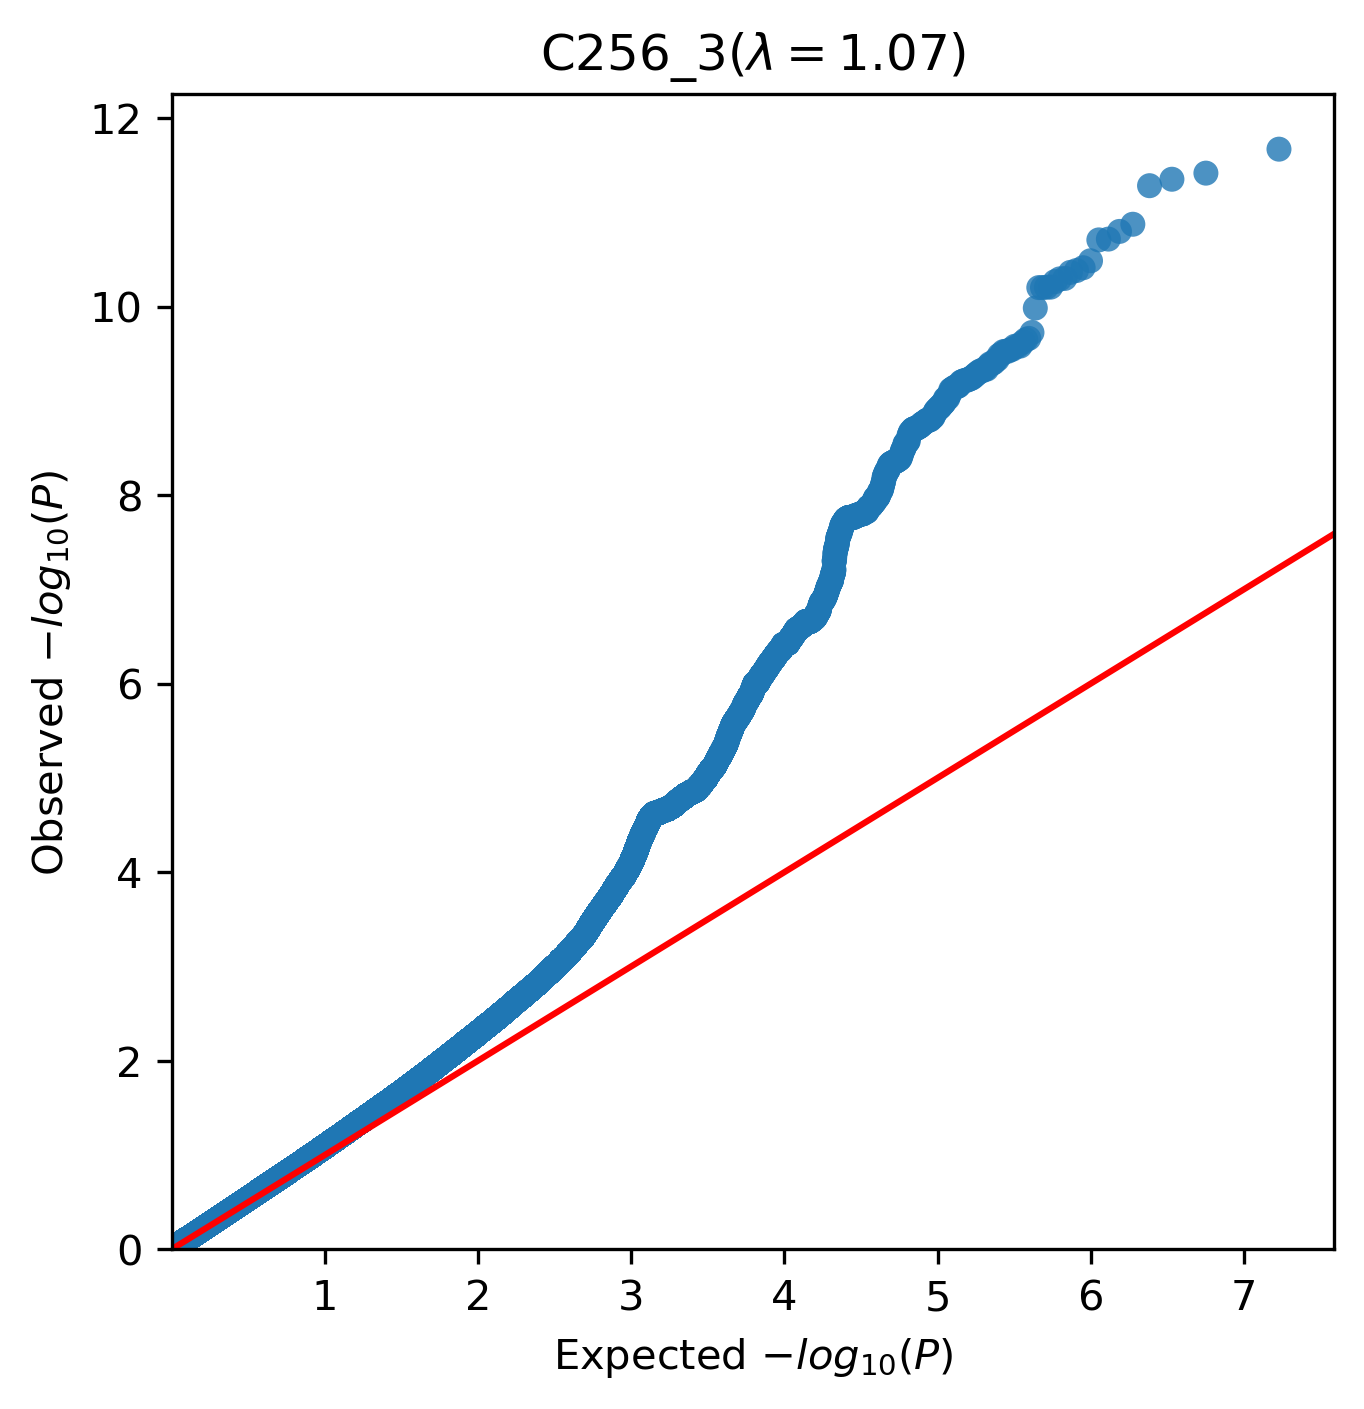 C256_3(λ = 1.07)
12
10
8
6
4
2
0
Observed −log₁₀(P)
1 2 3 4 5 6 7
Expected −log₁₀(P)